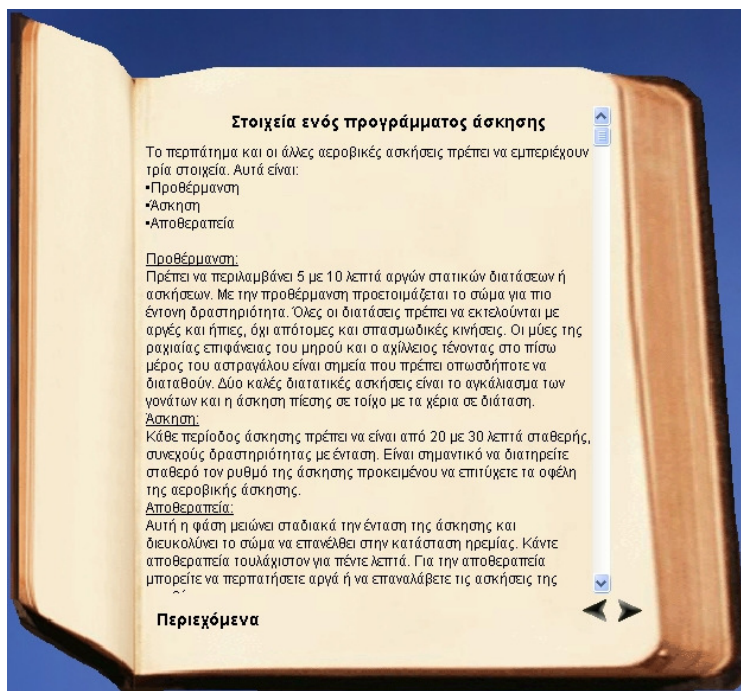 Στοιχεία ενός προγράμματος άσκησης
Το περπάτημα και οι άλλες αεροβικές ασκήσεις πρέπει να εμπεριέχουν
τρία στοιχεία. Αυτά είναι:
•Προθέρμανση
•Άσκηση
•Αποθεραπεία
Προθέρμανση:
Πρέπει να περιλαμβάνει 5 με 10 λεπτά αργών στατικών διατάσεων ή
ασκήσεων. Με την προθέρμανση προετοιμάζεται το σώμα για πιο
έντονη δραστηριότητα. Όλες οι διατάσεις πρέπει να εκτελούνται με
αργές και ήπιες, όχι απότομες και σπασμωδικές κινήσεις. Οι μύες της
ραχιαίας επιφάνειας του μηρού και ο αχίλλειος τένοντας στο πίσω
μέρος του αστραγάλου είναι σημεία που πρέπει οπωσδήποτε να
διαταθούν. Δύο καλές διατατικές ασκήσεις είναι το αγκάλιασμα των
γονάτων και η άσκηση πίεσης σε τοίχο με τα χέρια σε διάταση.
Άσκηση:
Κάθε περίοδος άσκησης πρέπει να είναι από 20 με 30 λεπτά σταθερής,
συνεχούς δραστηριότητας με ένταση. Είναι σημαντικό να διατηρείτε
σταθερό τον ρυθμό της άσκησης προκειμένου να επιτύχετε τα οφέλη
της αεροβικής άσκησης.
Αποθεραπεία:
Αυτή η φάση μειώνει σταδιακά την ένταση της άσκησης και
διευκολύνει το σώμα να επανέλθει στην κατάσταση ηρεμίας. Κάντε
αποθεραπεία τουλάχιστον για πέντε λεπτά. Για την αποθεραπεία
μπορείτε να περπατήσετε αργά ή να επαναλάβετε τις ασκήσεις της
Περιεχόμενα